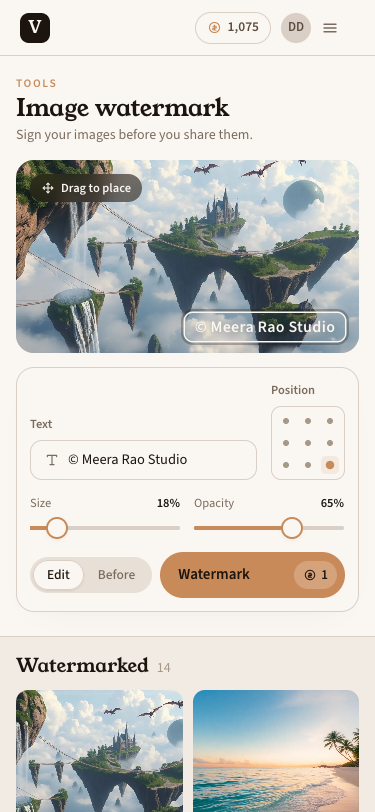 V
1,075
DD
TOOLS
Image watermark
Sign your images before you share them.
Drag to place
© Meera Rao Studio
Position
Text
© Meera Rao Studio
Size 18%
Opacity 65%
Edit
Before
Watermark
1
Watermarked 14